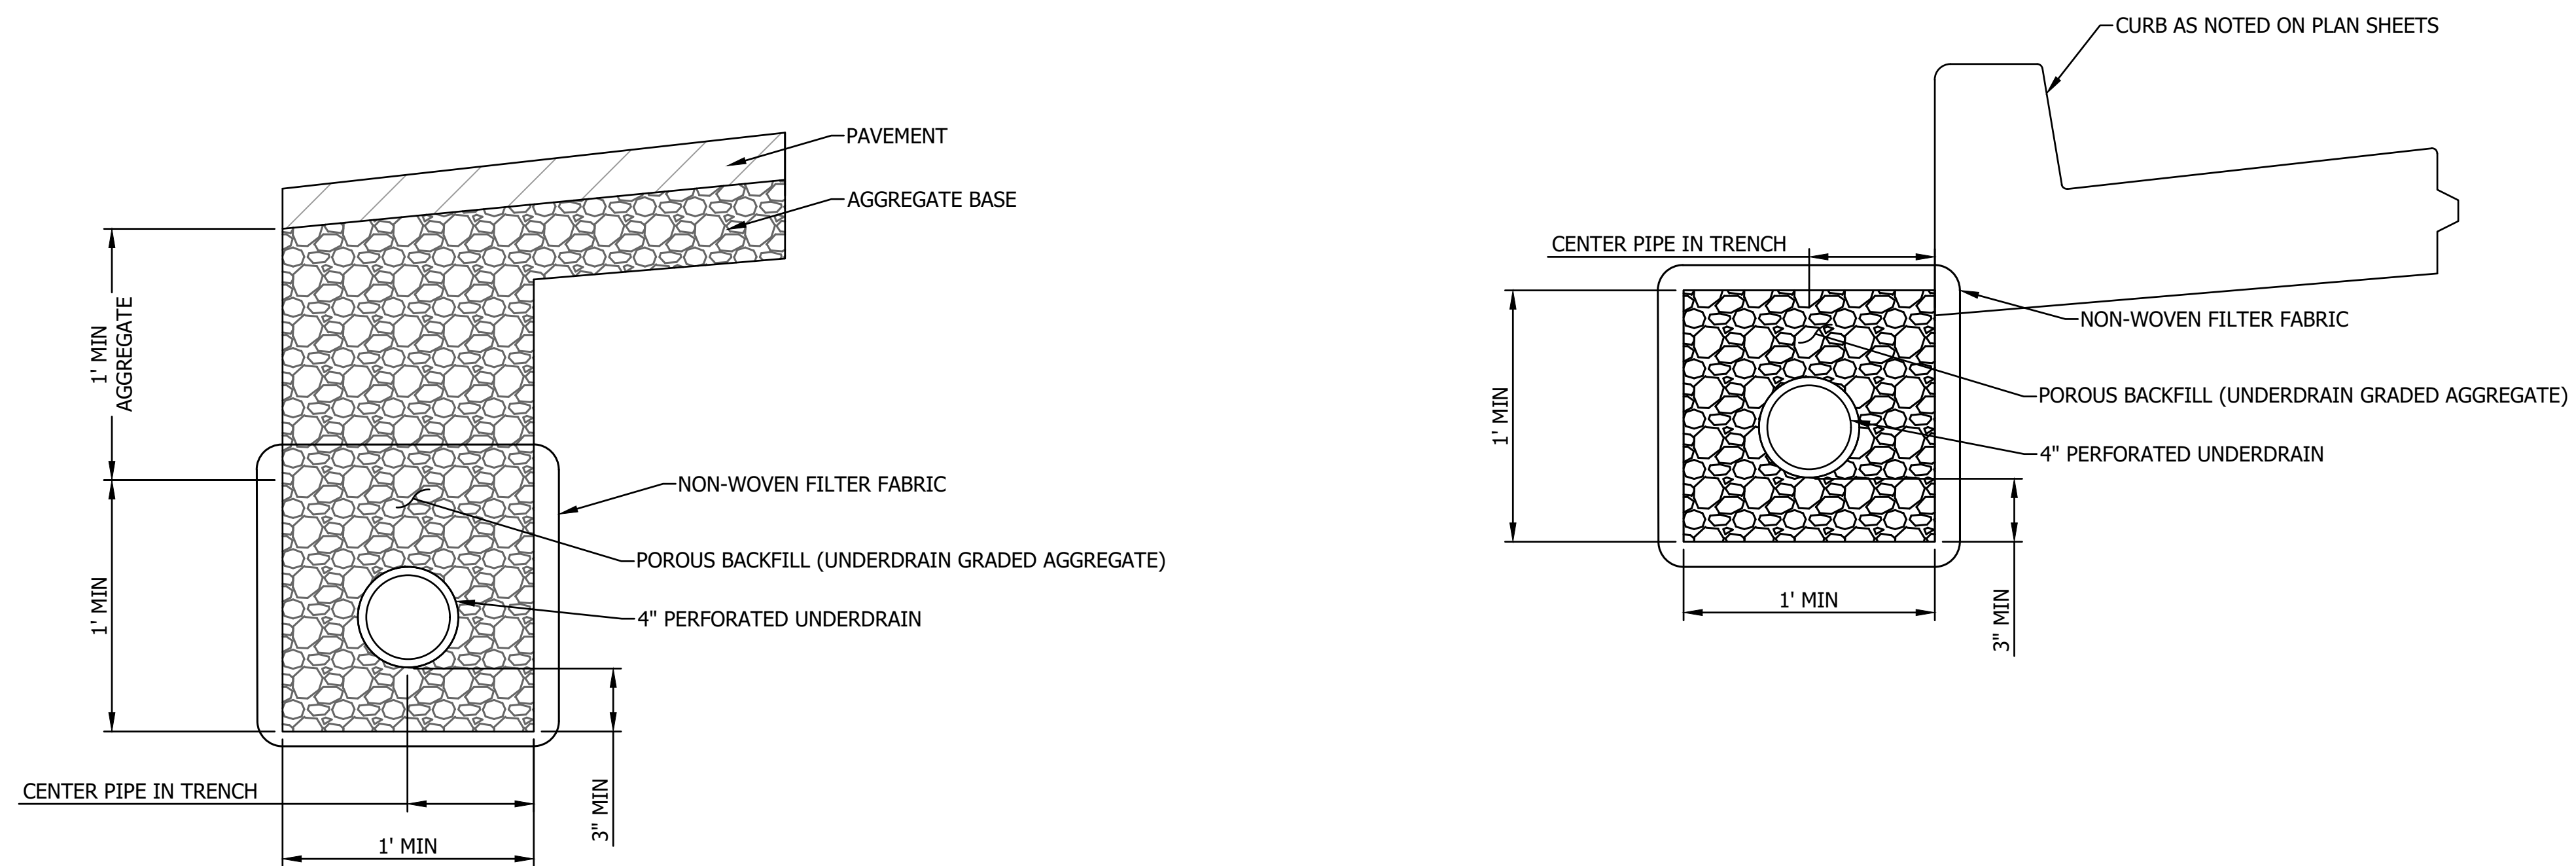 PAVEMENT
AGGREGATE BASE
1' MIN
AGGREGATE
NON-WOVEN FILTER FABRIC
POROUS BACKFILL (UNDERDRAIN GRADED AGGREGATE)
1' MIN
4" PERFORATED UNDERDRAIN
CENTER PIPE IN TRENCH
3" MIN
1' MIN
CURB AS NOTED ON PLAN SHEETS
CENTER PIPE IN TRENCH
NON-WOVEN FILTER FABRIC
POROUS BACKFILL (UNDERDRAIN GRADED AGGREGATE)
1' MIN
4" PERFORATED UNDERDRAIN
1' MIN
3" MIN